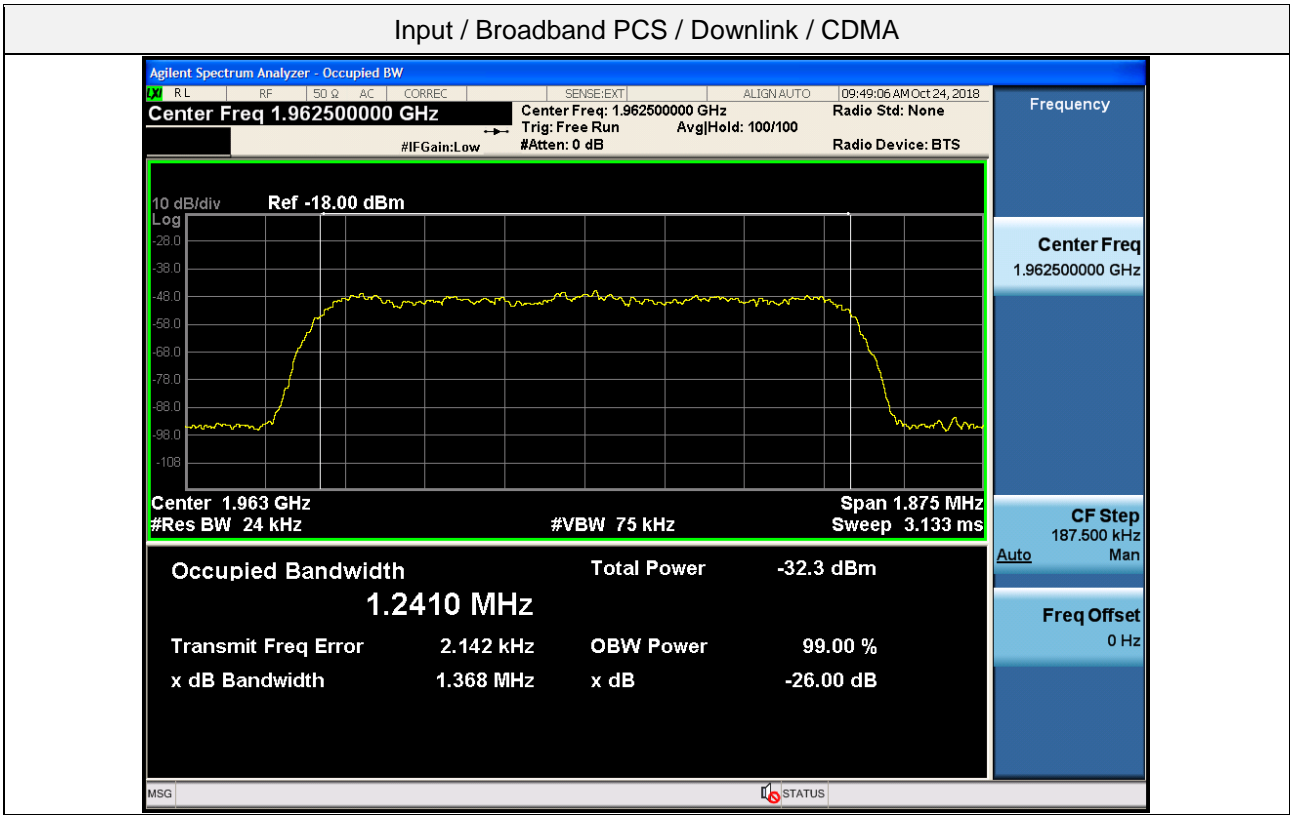 Input / Broadband PCS / Downlink / CDMA
Agilent Spectrum Analyzer - Occupied BW
LXI RL RF 50 Ω AC CORREC SENSE:EXT ALIGN AUTO 09:49:06 AM Oct 24, 2018
Center Freq 1.962500000 GHz
Center Freq: 1.962500000 GHz
Radio Std: None
Trig: Free Run Avg|Hold: 100/100
#IFGain:Low
#Atten: 0 dB
Radio Device: BTS
Frequency
10 dB/div Ref -18.00 dBm
Log
-28.0
-38.0
-48.0
-58.0
-68.0
-78.0
-88.0
-98.0
-108
Center Freq
1.962500000 GHz
Center 1.963 GHz Span 1.875 MHz
#Res BW 24 kHz #VBW 75 kHz Sweep 3.133 ms
CF Step
187.500 kHz
Auto Man
Occupied Bandwidth Total Power -32.3 dBm
1.2410 MHz
Freq Offset
0 Hz
Transmit Freq Error 2.142 kHz OBW Power 99.00 %
x dB Bandwidth 1.368 MHz x dB -26.00 dB
MSG STATUS